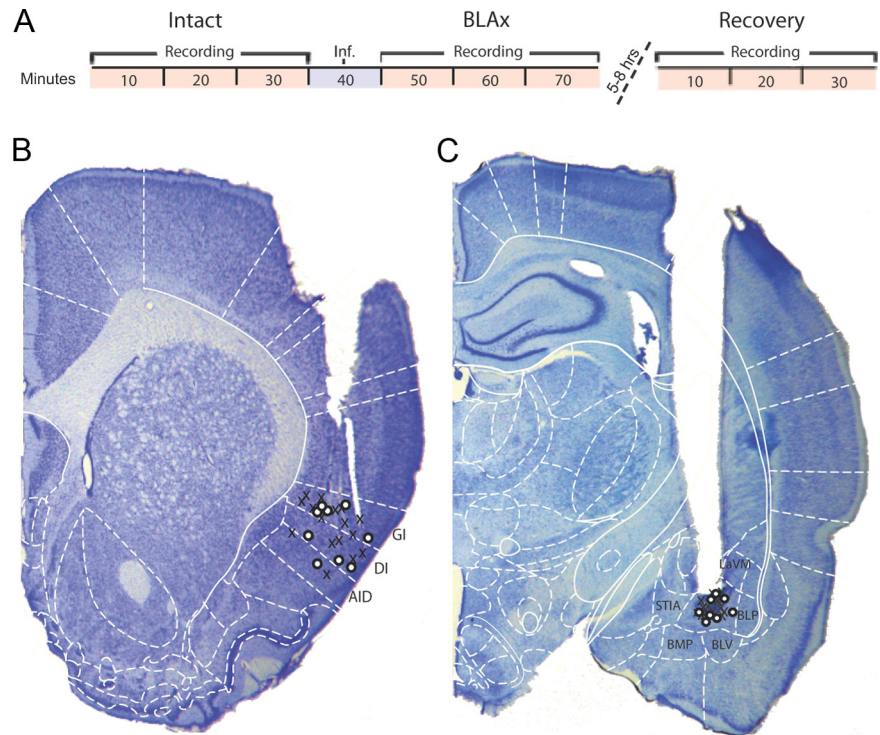 A
Intact BLAx Recovery
Recording Inf. Recording Recording
Minutes 10 20 30 40 50 60 70 5-8 hrs 10 20 30
B C
GI
DI
AID
LaVM
STIA BLP
BMP BLV